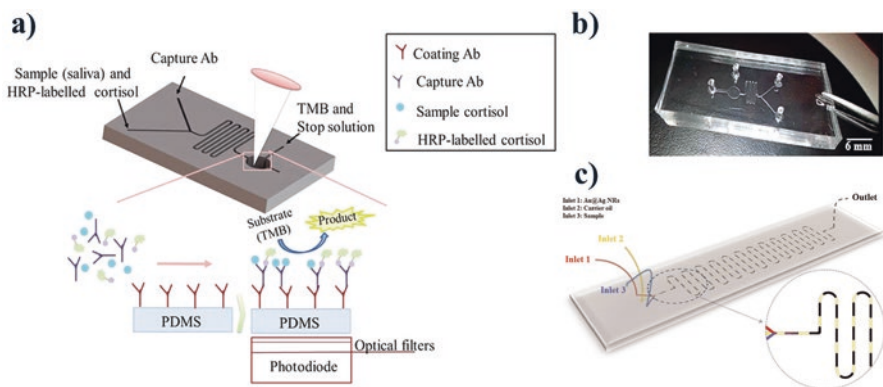 a)
Capture Ab
Sample (saliva) and
HRP-labelled cortisol
TMB and
Stop solution
Coating Ab
Capture Ab
Sample cortisol
HRP-labelled cortisol
Substrate
(TMB)
Product
PDMS
PDMS
Optical filters
Photodiode
b)
6 mm
c)
Inlet 1: Au@Ag NRs
Inlet 2: Carrier oil
Inlet 3: Sample
Outlet
Inlet 2
Inlet 1
Inlet 3